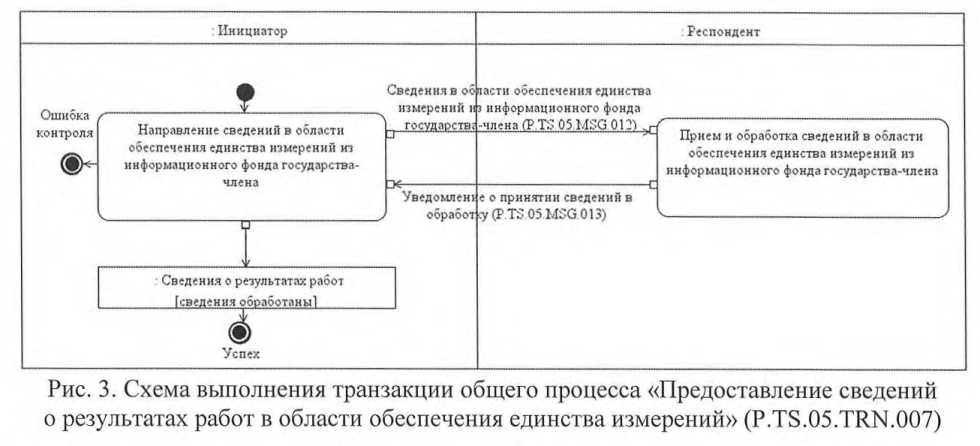 : Инициатор
: Респондент
Ошибка
контроля
Направление сведений в области
обеспечения единства измерений из
информационного фонда государства-
члена
Сведения в области обеспечения единства
измерений из информационного фонда
государства-члена (P.TS.05.MSG.012)
Прием и обработка сведений в области
обеспечения единства измерений из
информационного фонда государства-члена
Уведомление о принятии сведений в
обработку (P.TS.05.MSG.013)
: Сведения о результатах работ
[сведения обработаны]
Успех
Рис. 3. Схема выполнения транзакции общего процесса «Предоставление сведений
о результатах работ в области обеспечения единства измерений» (P.TS.05.TRN.007)